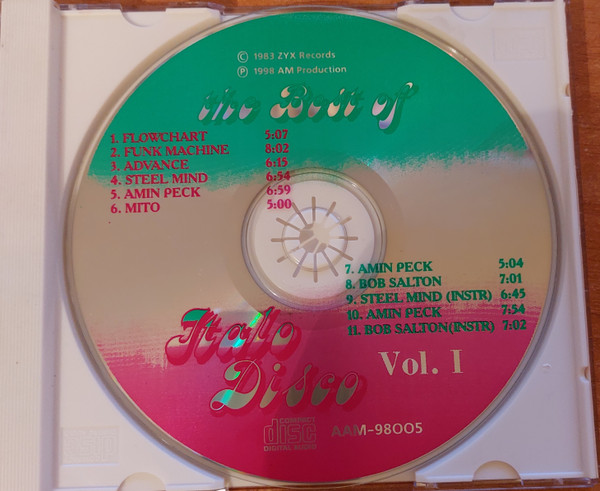 © 1983 ZYX Records
℗ 1998 AM Production
the Best of
1. FLOWCHART 5:07
2. FUNK MACHINE 8:02
3. ADVANCE 6:15
4. STEEL MIND 6:54
5. AMIN PECK 6:59
6. MITO 5:00
7. AMIN PECK 5:04
8. BOB SALTON 7:01
9. STEEL MIND (INSTR) 6:45
10. AMIN PECK 7:54
11. BOB SALTON(INSTR) 7:02
Italo
Disco
Vol. I
COMPACT
disc
DIGITAL AUDIO
AAM-98005